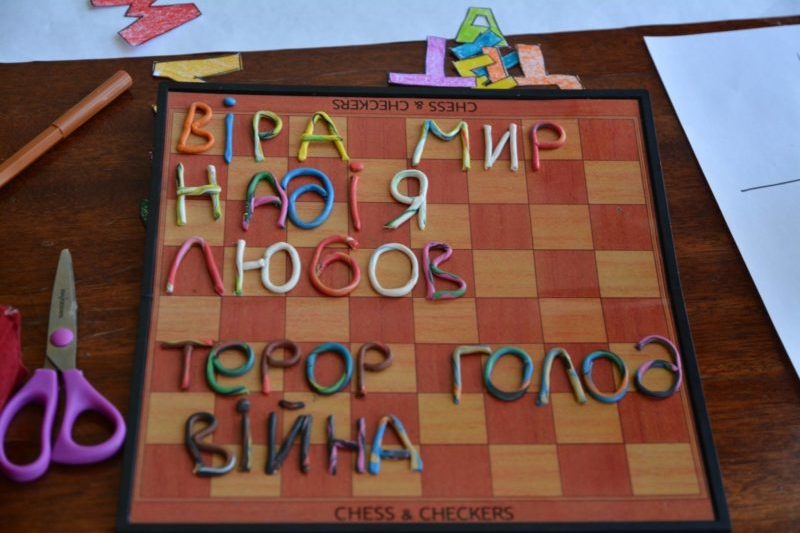 CHESS & CHECKERS
ВІРА МИР
НАдІЯ
ЛЮБОВ
терор голод
ВІЙНА
CHESS & CHECKERS